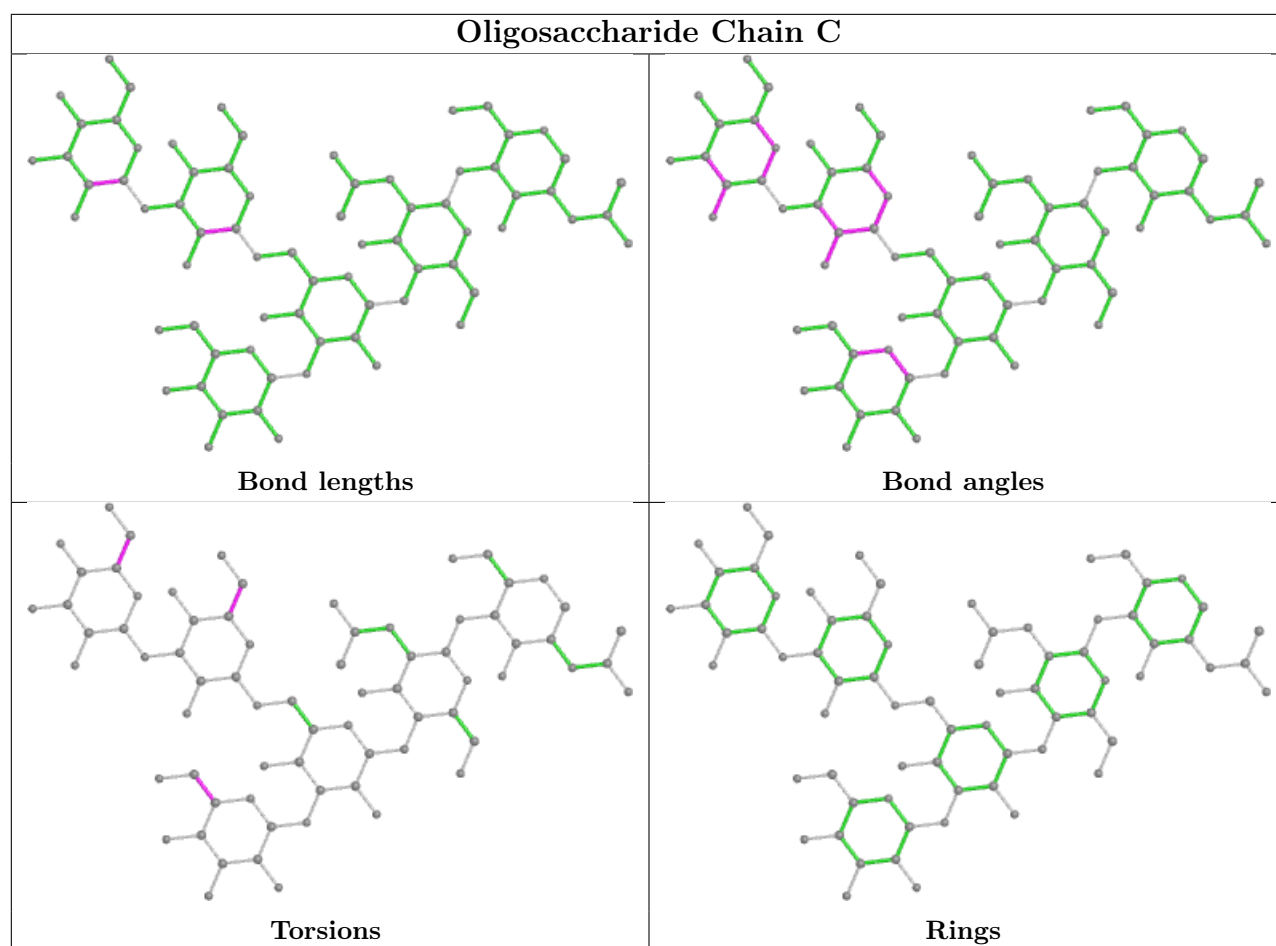 Oligosaccharide Chain C
Bond lengths
Bond angles
Torsions
Rings